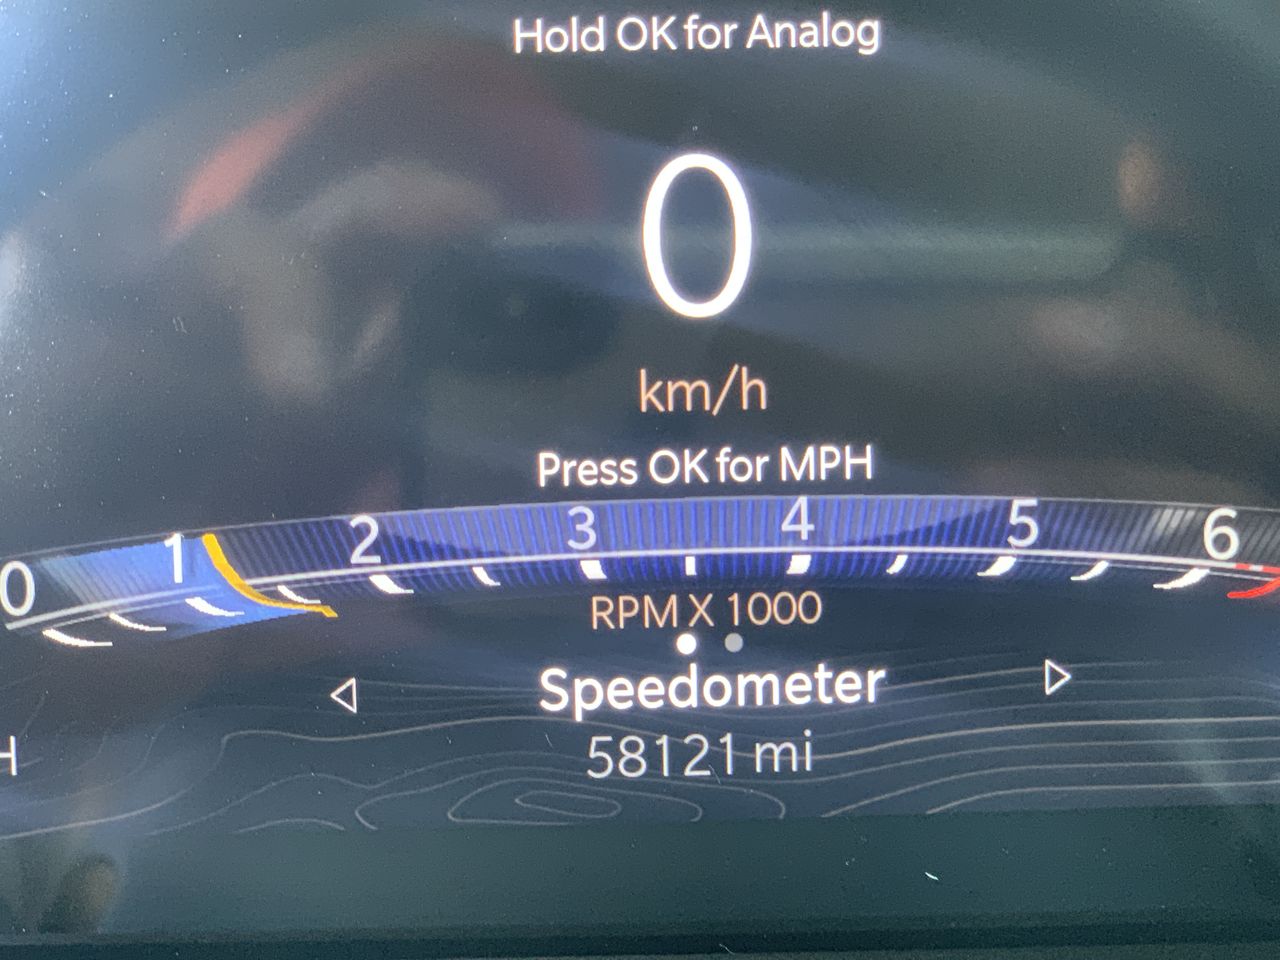 Hold OK for Analog
0
km/h
Press OK for MPH
0 1 2 3 4 5 6
RPM X 1000
Speedometer
58121 mi
H